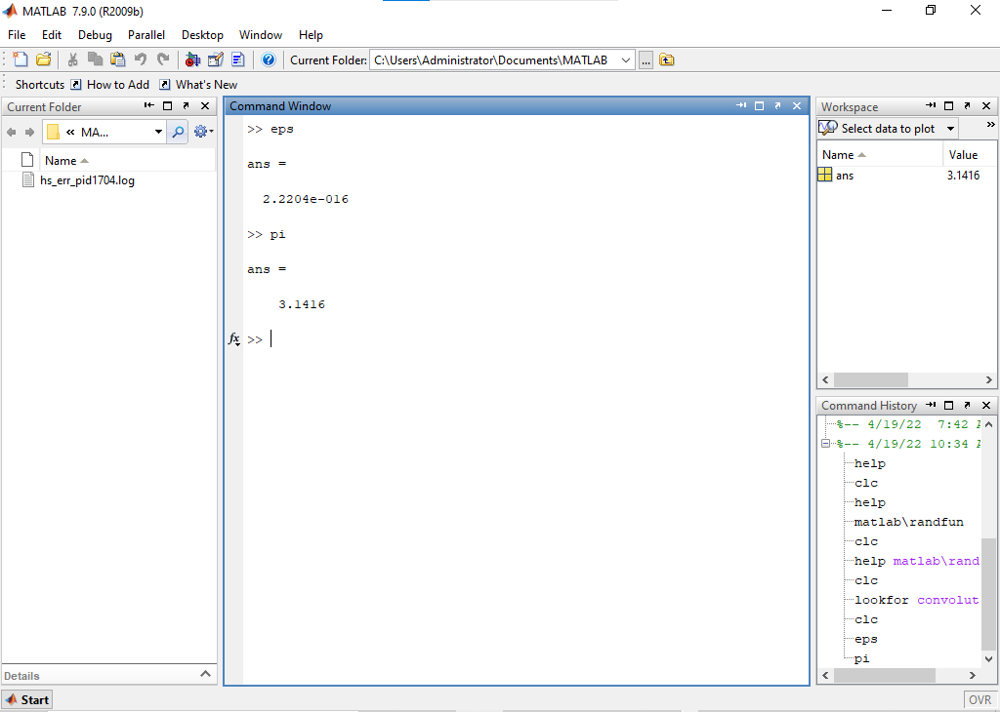 MATLAB 7.9.0 (R2009b)
File Edit Debug Parallel Desktop Window Help
Current Folder: C:\Users\Administrator\Documents\MATLAB ...
Shortcuts How to Add What's New
Current Folder
« MA...
Name
hs_err_pid1704.log
Details
Command Window
>> eps
ans =
2.2204e-016
>> pi
ans =
3.1416
fx >>
Workspace
Select data to plot »
Name Value
ans 3.1416
Command History
%-- 4/19/22 7:42 A
%-- 4/19/22 10:34 A
help
clc
help
matlab\randfun
clc
help matlab\rand
clc
lookfor convolut
clc
eps
pi
Start
OVR